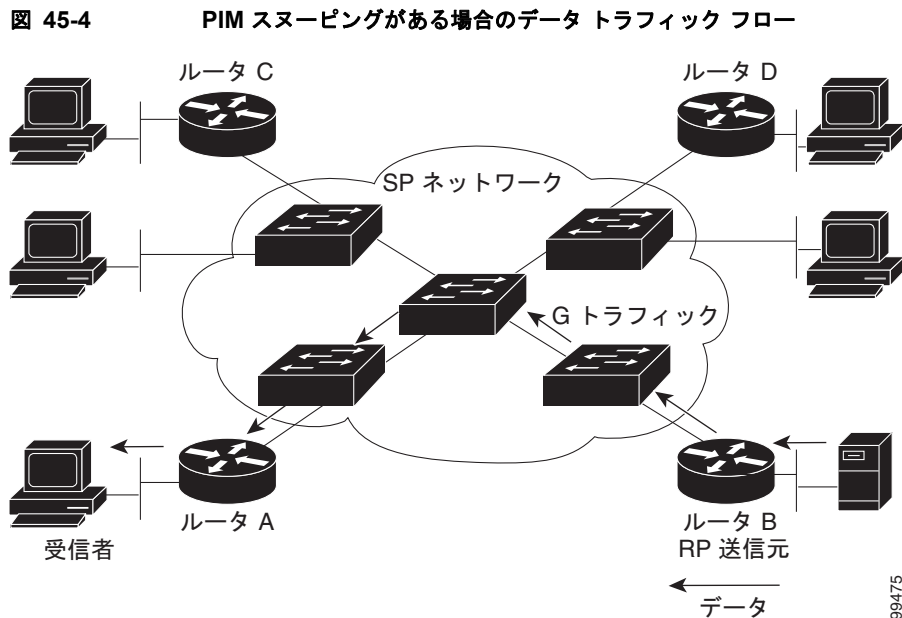 図 45-4 PIM スヌーピングがある場合のデータ トラフィック フロー
ルータ C
ルータ D
SP ネットワーク
G トラフィック
ルータ A
受信者
ルータ B
RP 送信元
データ
99475